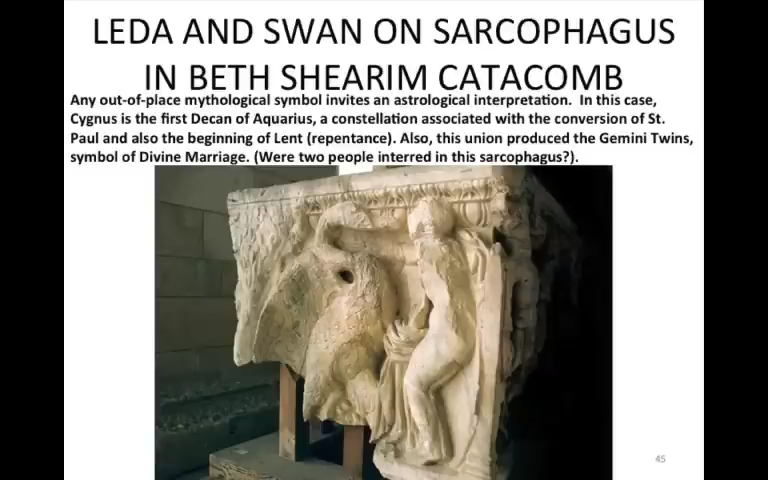 LEDA AND SWAN ON SARCOPHAGUS
IN BETH SHEARIM CATACOMB
Any out-of-place mythological symbol invites an astrological interpretation.  In this case,
Cygnus is the first Decan of Aquarius, a constellation associated with the conversion of St.
Paul and also the beginning of Lent (repentance). Also, this union produced the Gemini Twins,
symbol of Divine Marriage. (Were two people interred in this sarcophagus?).
45